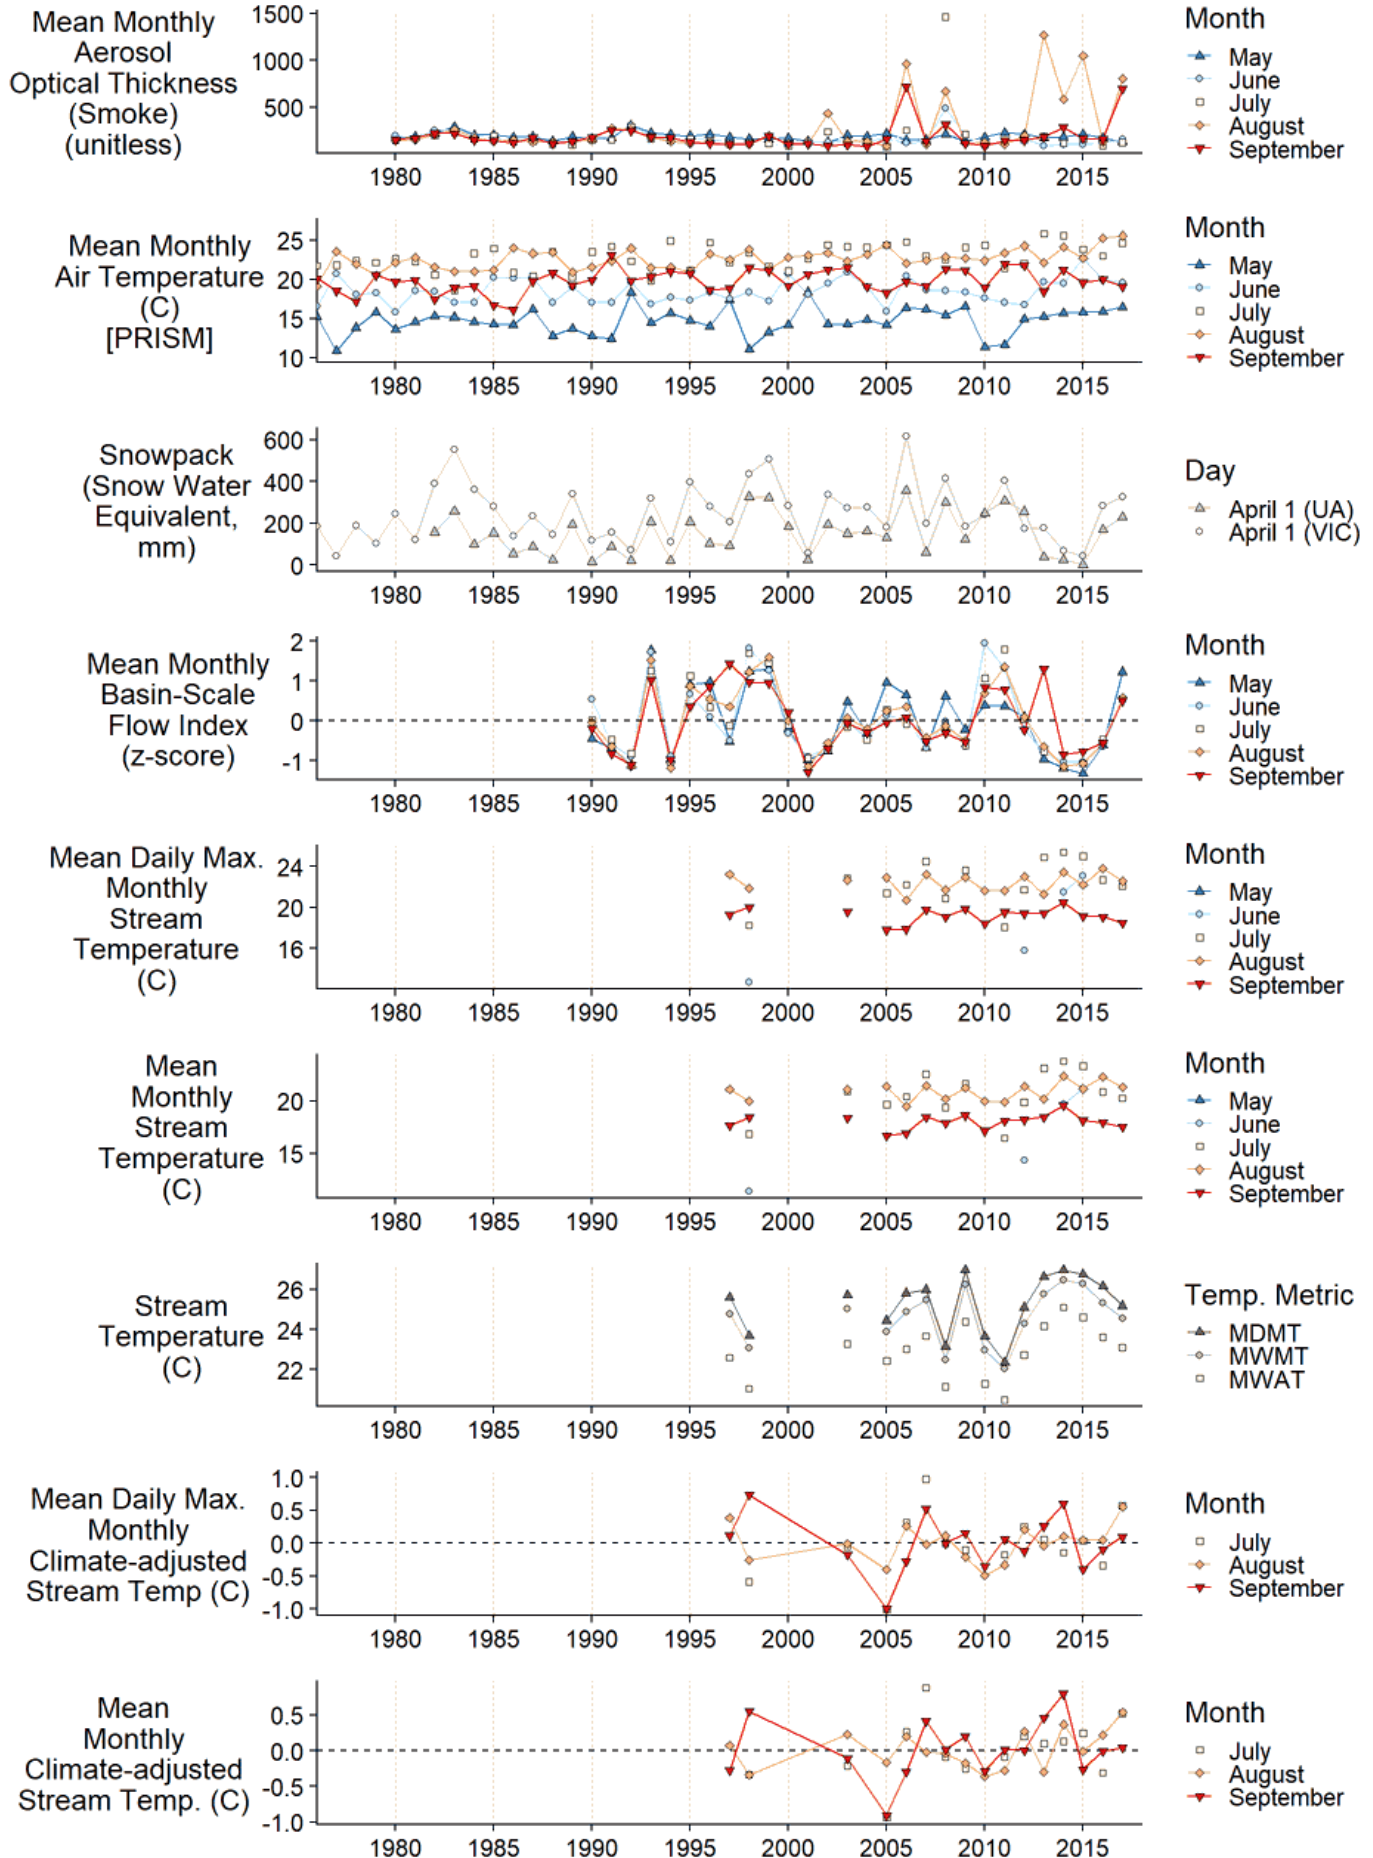 Mean Monthly
Aerosol
Optical Thickness
(Smoke)
(unitless)
1500
1000
500
1980 1985 1990 1995 2000 2005 2010 2015
Month
May
June
July
August
September
Mean Monthly
Air Temperature
(C)
[PRISM]
25
20
15
10
1980 1985 1990 1995 2000 2005 2010 2015
Month
May
June
July
August
September
Snowpack
(Snow Water
Equivalent,
mm)
600
400
200
0
1980 1985 1990 1995 2000 2005 2010 2015
Day
April 1 (UA)
April 1 (VIC)
Mean Monthly
Basin-Scale
Flow Index
(z-score)
2
1
0
-1
1980 1985 1990 1995 2000 2005 2010 2015
Month
May
June
July
August
September
Mean Daily Max.
Monthly
Stream
Temperature
(C)
24
20
16
1980 1985 1990 1995 2000 2005 2010 2015
Month
May
June
July
August
September
Mean
Monthly
Stream
Temperature
(C)
20
15
1980 1985 1990 1995 2000 2005 2010 2015
Month
May
June
July
August
September
Stream
Temperature
(C)
26
24
22
1980 1985 1990 1995 2000 2005 2010 2015
Temp. Metric
MDMT
MWMT
MWAT
Mean Daily Max.
Monthly
Climate-adjusted
Stream Temp (C)
1.0
0.5
0.0
-0.5
-1.0
1980 1985 1990 1995 2000 2005 2010 2015
Month
July
August
September
Mean
Monthly
Climate-adjusted
Stream Temp. (C)
0.5
0.0
-0.5
-1.0
1980 1985 1990 1995 2000 2005 2010 2015
Month
July
August
September